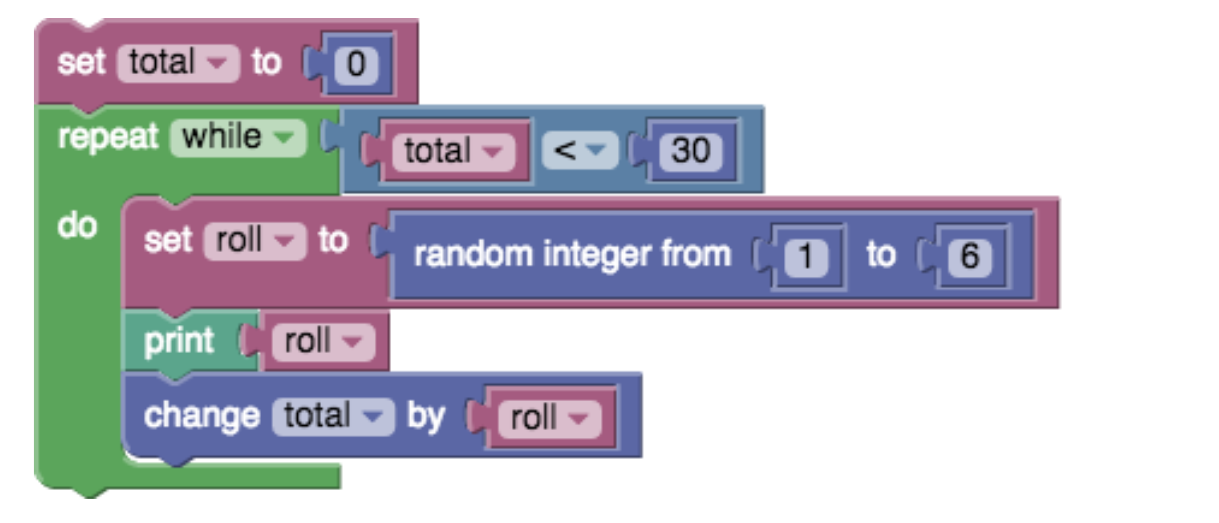 set total to 0
repeat while total < 30
do set roll to random integer from 1 to 6
print roll
change total by roll